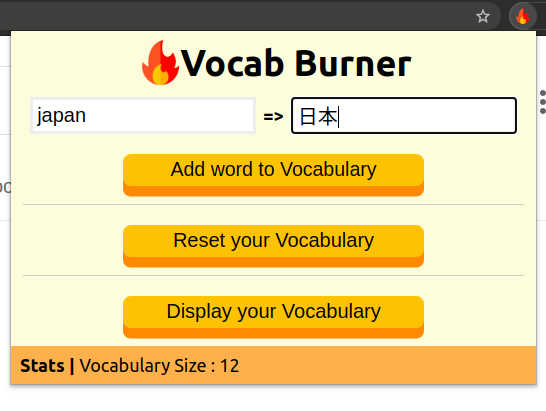 Vocab Burner
japan => 日本
Add word to Vocabulary
Reset your Vocabulary
Display your Vocabulary
Stats | Vocabulary Size : 12